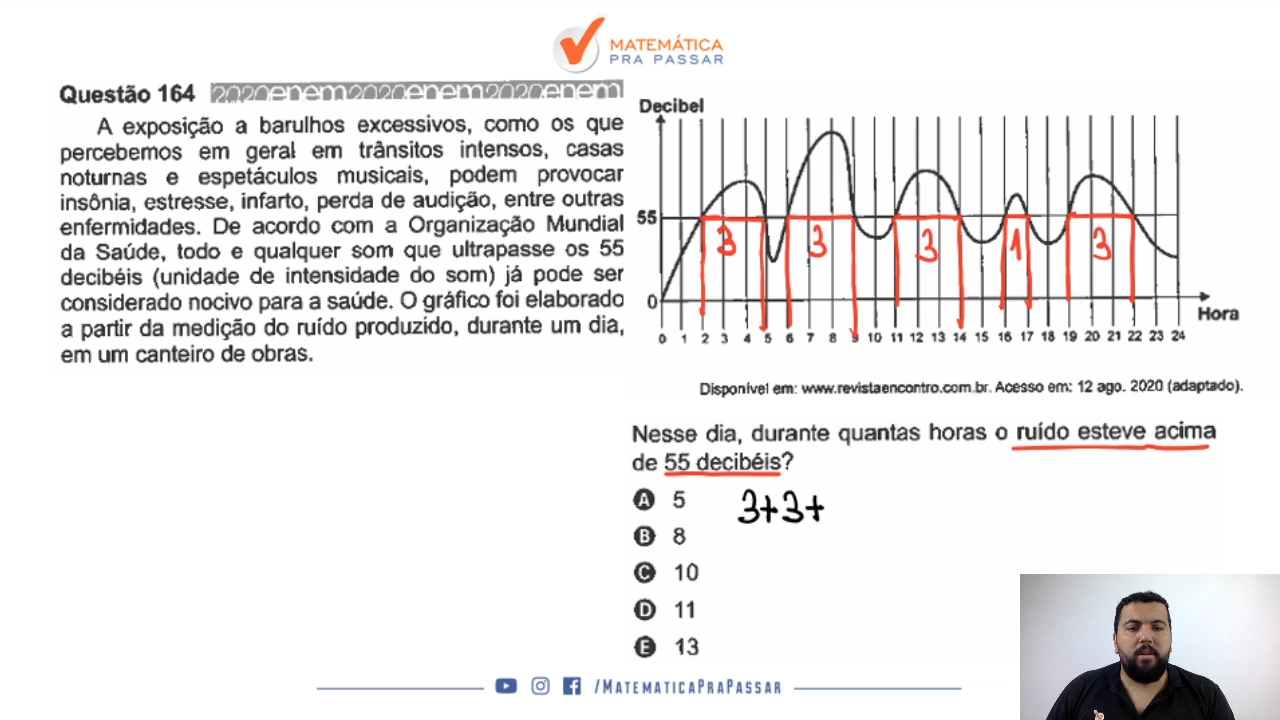 MATEMÁTICA
PRA PASSAR
Questão 164 2020enem2020enem2020enem
A exposição a barulhos excessivos, como os que
percebemos em geral em trânsitos intensos, casas
noturnas e espetáculos musicais, podem provocar
insônia, estresse, infarto, perda de audição, entre outras
enfermidades. De acordo com a Organização Mundial
da Saúde, todo e qualquer som que ultrapasse os 55
decibéis (unidade de intensidade do som) já pode ser
considerado nocivo para a saúde. O gráfico foi elaborado
a partir da medição do ruído produzido, durante um dia,
em um canteiro de obras.
Decibel
55
3 3 3 1 3
0
Hora
0 1 2 3 4 5 6 7 8 9 10 11 12 13 14 15 16 17 18 19 20 21 22 23 24
Disponível em: www.revistaencontro.com.br. Acesso em: 12 ago. 2020 (adaptado).
Nesse dia, durante quantas horas o ruído esteve acima
de 55 decibéis?
A 5
3+3+
B 8
C 10
D 11
E 13
/MatematicaPraPassar